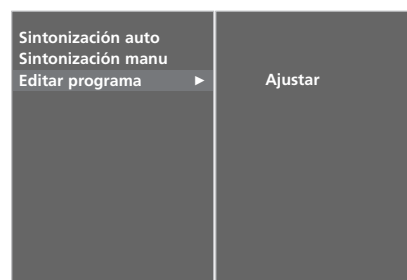 Sintonización auto
Sintonización manu
Editar programa ►
Ajustar